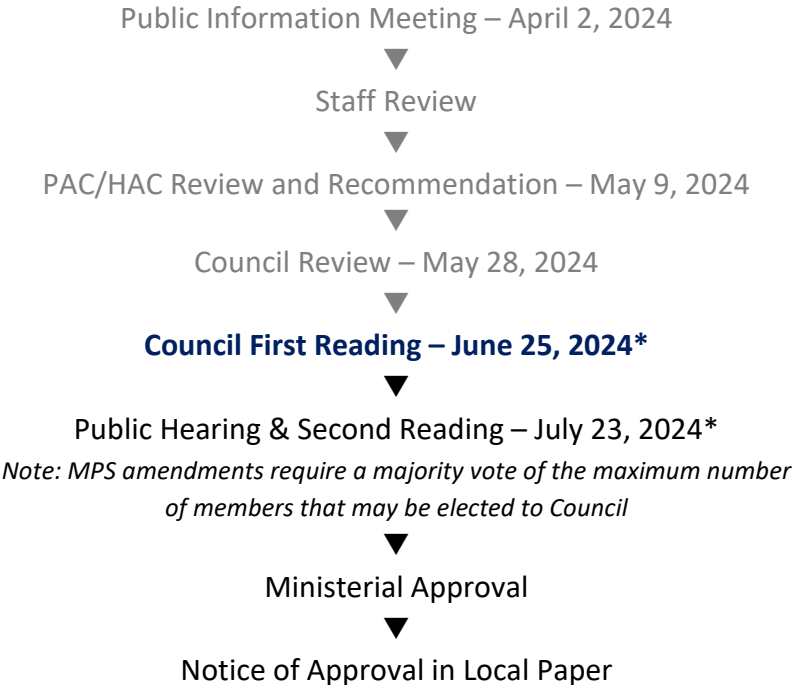 Public Information Meeting – April 2, 2024
▼
Staff Review
▼
PAC/HAC Review and Recommendation – May 9, 2024
▼
Council Review – May 28, 2024
▼
Council First Reading – June 25, 2024*
▼
Public Hearing & Second Reading – July 23, 2024*
Note: MPS amendments require a majority vote of the maximum number
of members that may be elected to Council
▼
Ministerial Approval
▼
Notice of Approval in Local Paper